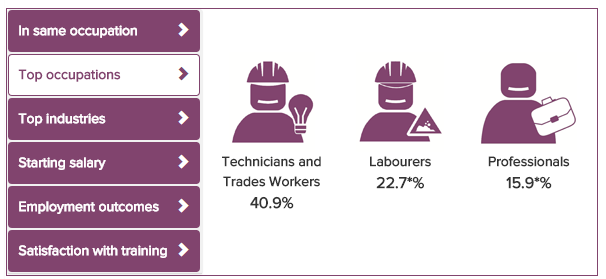 In same occupation
Top occupations
Top industries
Starting salary
Employment outcomes
Satisfaction with training
Technicians and
Trades Workers
40.9%
Labourers
22.7*%
Professionals
15.9*%